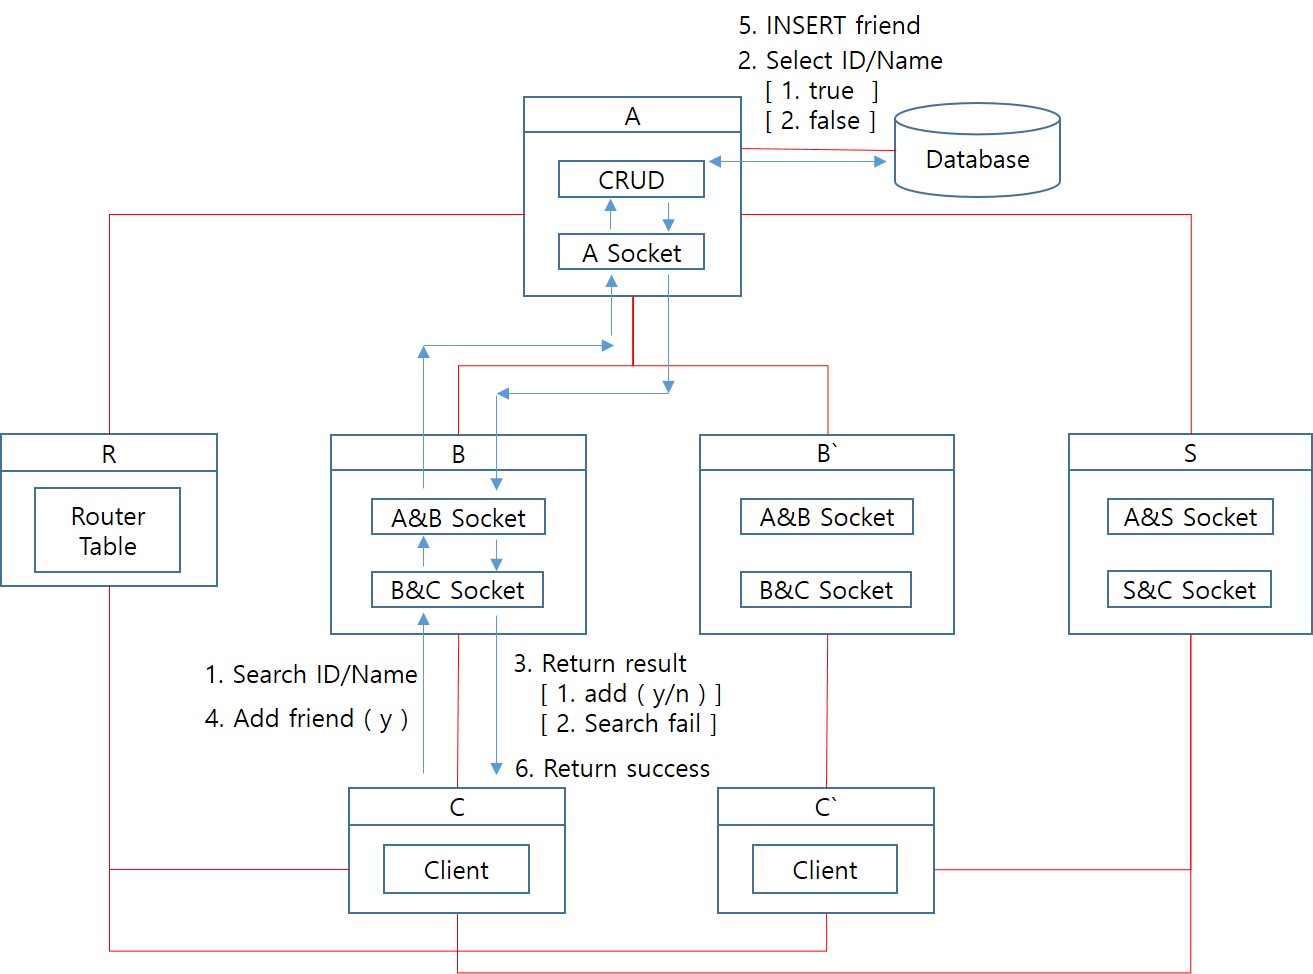 5. INSERT friend
2. Select ID/Name
[ 1. true ]
[ 2. false ]
A
CRUD
A Socket
Database
R
Router
Table
B
A&B Socket
B&C Socket
B`
A&B Socket
B&C Socket
S
A&S Socket
S&C Socket
1. Search ID/Name
4. Add friend ( y )
3. Return result
[ 1. add ( y/n ) ]
[ 2. Search fail ]
6. Return success
C
Client
C`
Client